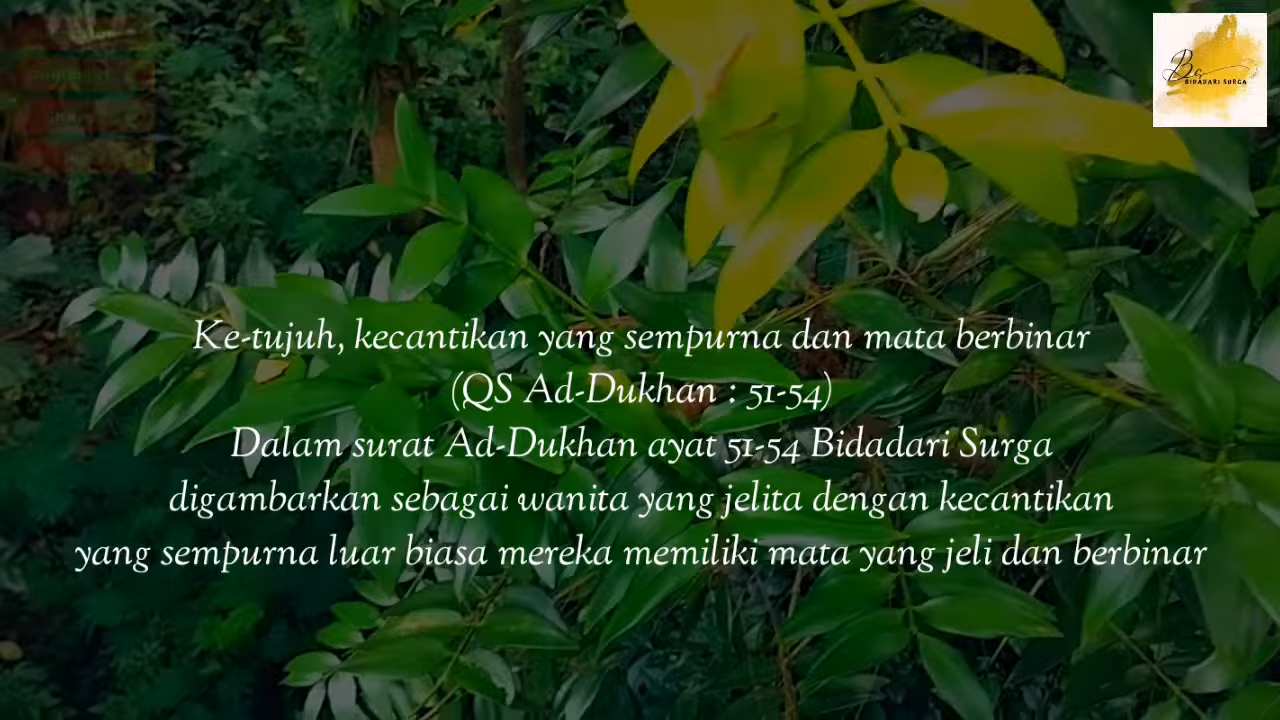 BIDADARI SURGA
Ke-tujuh, kecantikan yang sempurna dan mata berbinar
(QS Ad-Dukhan : 51-54)
Dalam surat Ad-Dukhan ayat 51-54 Bidadari Surga
digambarkan sebagai wanita yang jelita dengan kecantikan
yang sempurna luar biasa mereka memiliki mata yang jeli dan berbinar